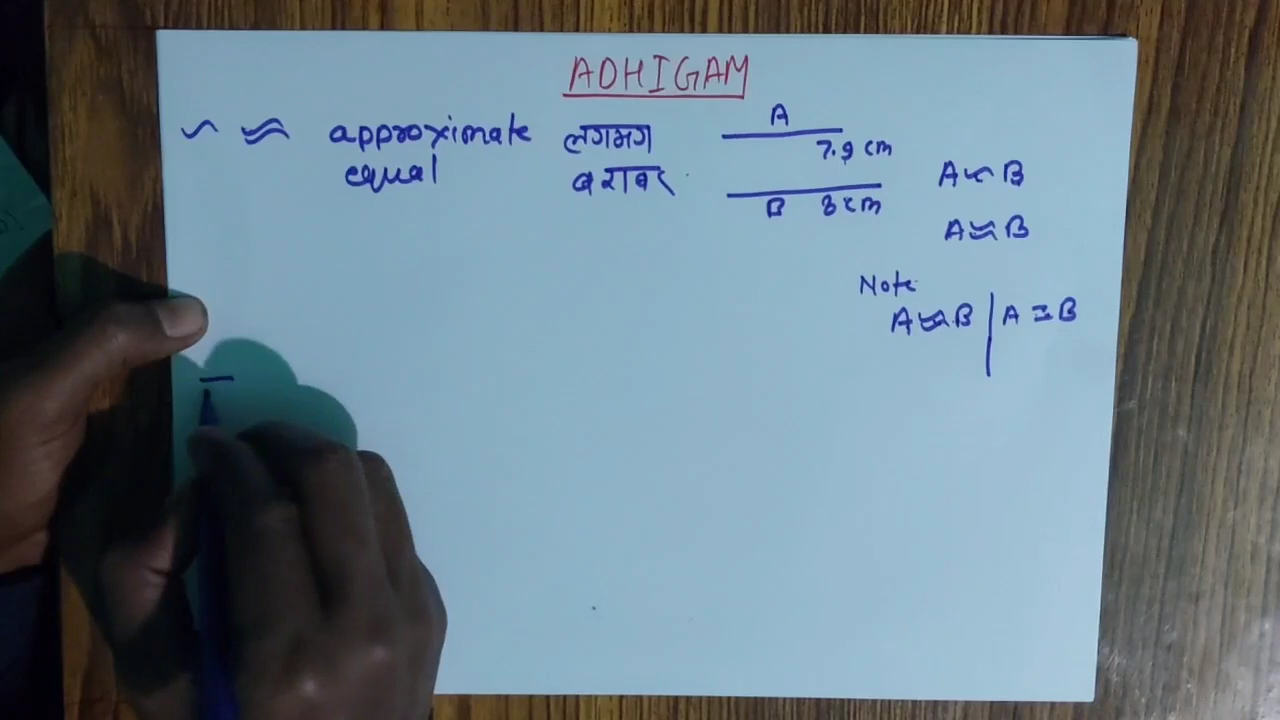 ADHIGAM
∽ ≈ approximate लगभग
equal बराबर
A
7.9 cm
B 8 cm
A ∽ B
A ≈ B
Note
A ≈ B | A ≃ B